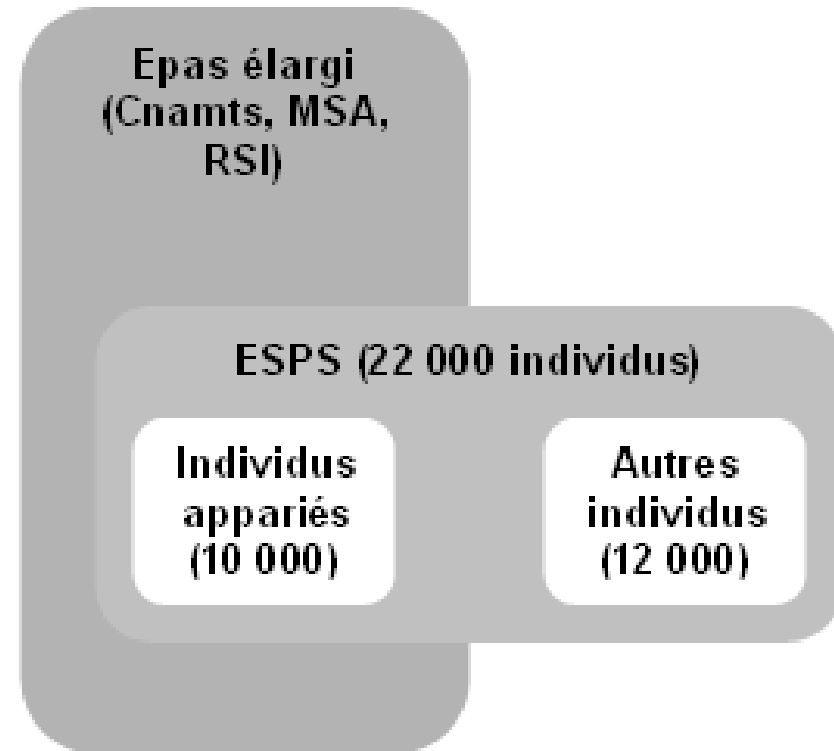 Epas élargi
(Cnamts, MSA,
RSI)
ESPS (22 000 individus)
Individus
appariés
(10 000)
Autres
individus
(12 000)